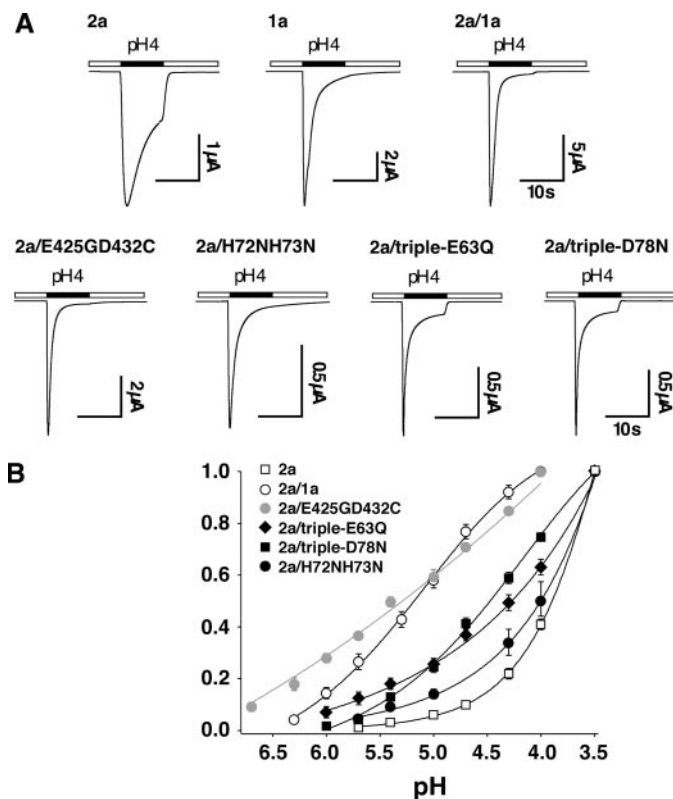 A
2a 1a 2a/1a
pH4 pH4 pH4
1µA 2µA 5µA
10s
2a/E425GD432C 2a/H72NH73N 2a/triple-E63Q 2a/triple-D78N
pH4 pH4 pH4 pH4
2µA 0.5µA 0.5µA 0.5µA
10s
B
1.0
0.8
0.6
0.4
0.2
0.0
2a
2a/1a
2a/E425GD432C
2a/triple-E63Q
2a/triple-D78N
2a/H72NH73N
6.5 6.0 5.5 5.0 4.5 4.0 3.5
pH